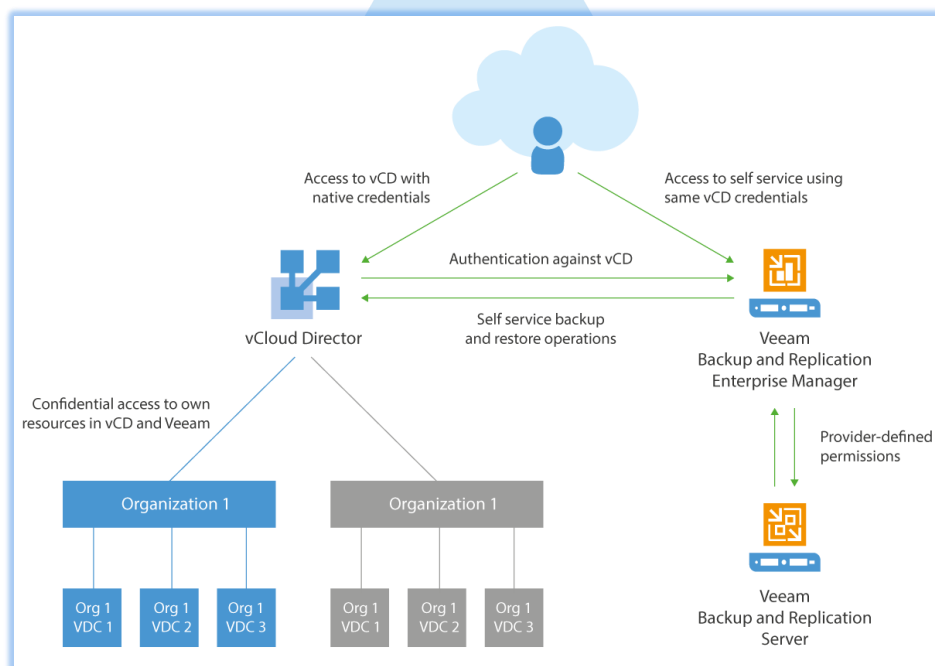 Access to vCD with
native credentials
Access to self service using
same vCD credentials
Authentication against vCD
Self service backup
and restore operations
vCloud Director
Veeam
Backup and Replication
Enterprise Manager
Confidential access to own
resources in vCD and Veeam
Provider-defined
permissions
Organization 1
Organization 1
Org 1
VDC 1
Org 1
VDC 2
Org 1
VDC 3
Org 1
VDC 1
Org 1
VDC 2
Org 1
VDC 3
Veeam
Backup and Replication
Server